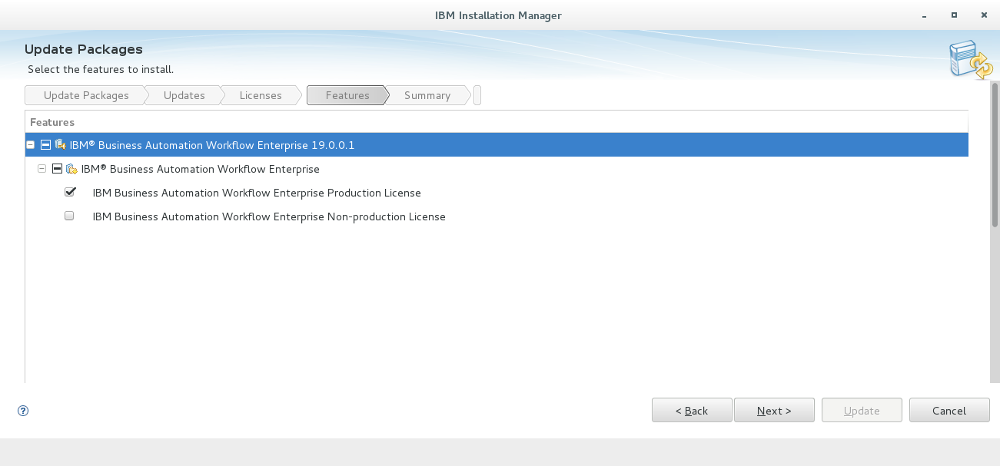 IBM Installation Manager
Update Packages
Select the features to install.
Update Packages Updates Licenses Features Summary
Features
IBM® Business Automation Workflow Enterprise 19.0.0.1
IBM® Business Automation Workflow Enterprise
IBM Business Automation Workflow Enterprise Production License
IBM Business Automation Workflow Enterprise Non-production License
? < Back Next > Update Cancel